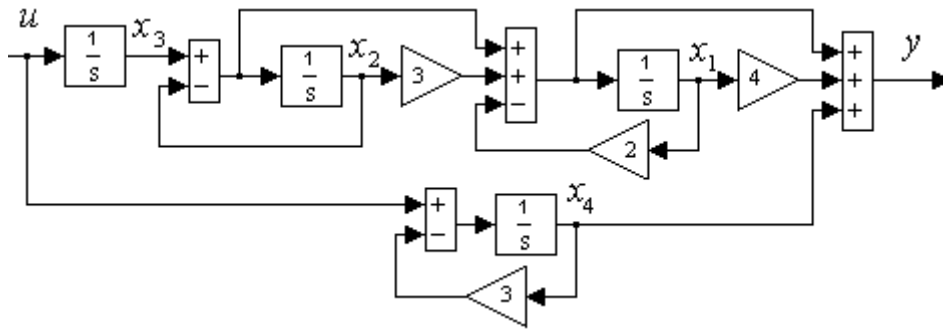 u
1/s
x3
+
−
1/s
x2
3
+
+
−
1/s
x1
4
2
+
+
+
y
+
−
1/s
x4
3